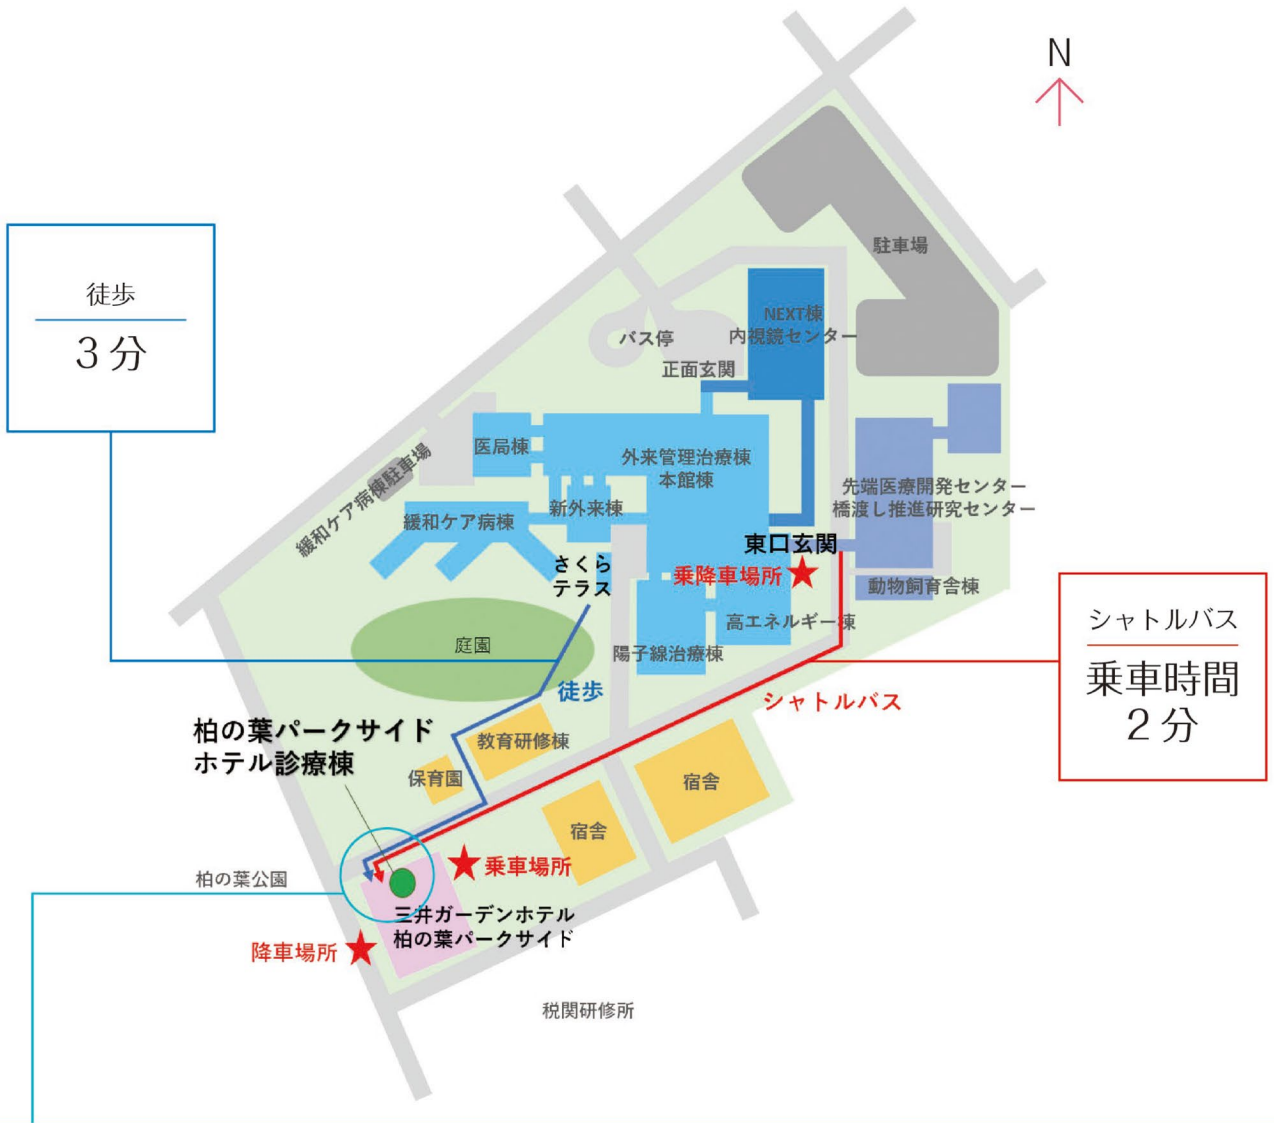 N
駐車場
徒歩
3分
NEXT棟
内視鏡センター
バス停
正面玄関
医局棟
外来管理治療棟
本館棟
緩和ケア病棟駐車場
先端医療開発センター
橋渡し推進研究センター
新外来棟
緩和ケア病棟
東口玄関
さくら
テラス
乗降車場所
動物飼育舎棟
シャトルバス
乗車時間
2分
高エネルギー棟
陽子線治療棟
庭園
徒歩
シャトルバス
柏の葉パークサイド
ホテル診療棟
教育研修棟
保育園
宿舎
宿舎
乗車場所
柏の葉公園
三井ガーデンホテル
柏の葉パークサイド
降車場所
税関研修所